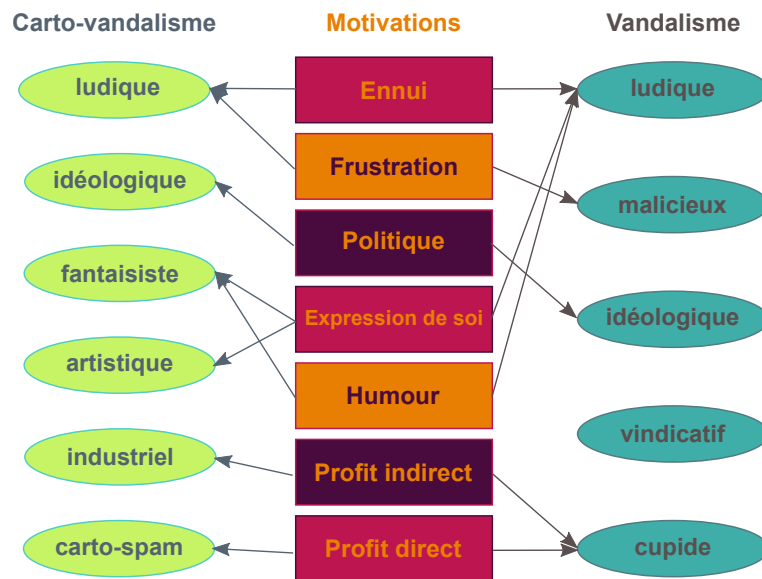 Carto-vandalisme
Motivations
Vandalisme
ludique
Ennui
ludique
idéologique
Frustration
malicieux
Politique
fantaisiste
Expression de soi
idéologique
artistique
Humour
industriel
Profit indirect
vindicatif
carto-spam
Profit direct
cupide